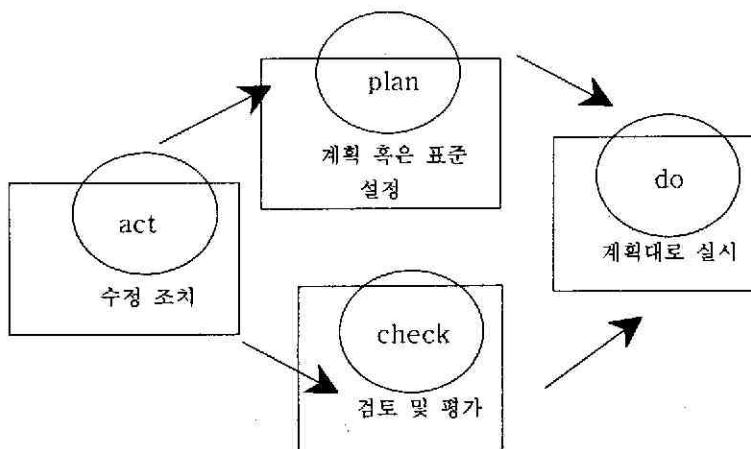 plan
계획 혹은 표준
설정
do
계획대로 실시
act
수정 조치
check
검토 및 평가